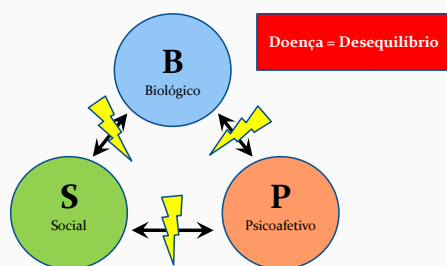 B
Biológico
Doença = Desequilíbrio
S
Social
P
Psicoafetivo